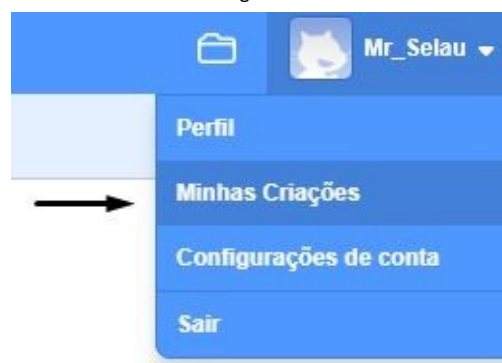 Mr_Selau
Perfil
Minhas Criações
Configurações de conta
Sair